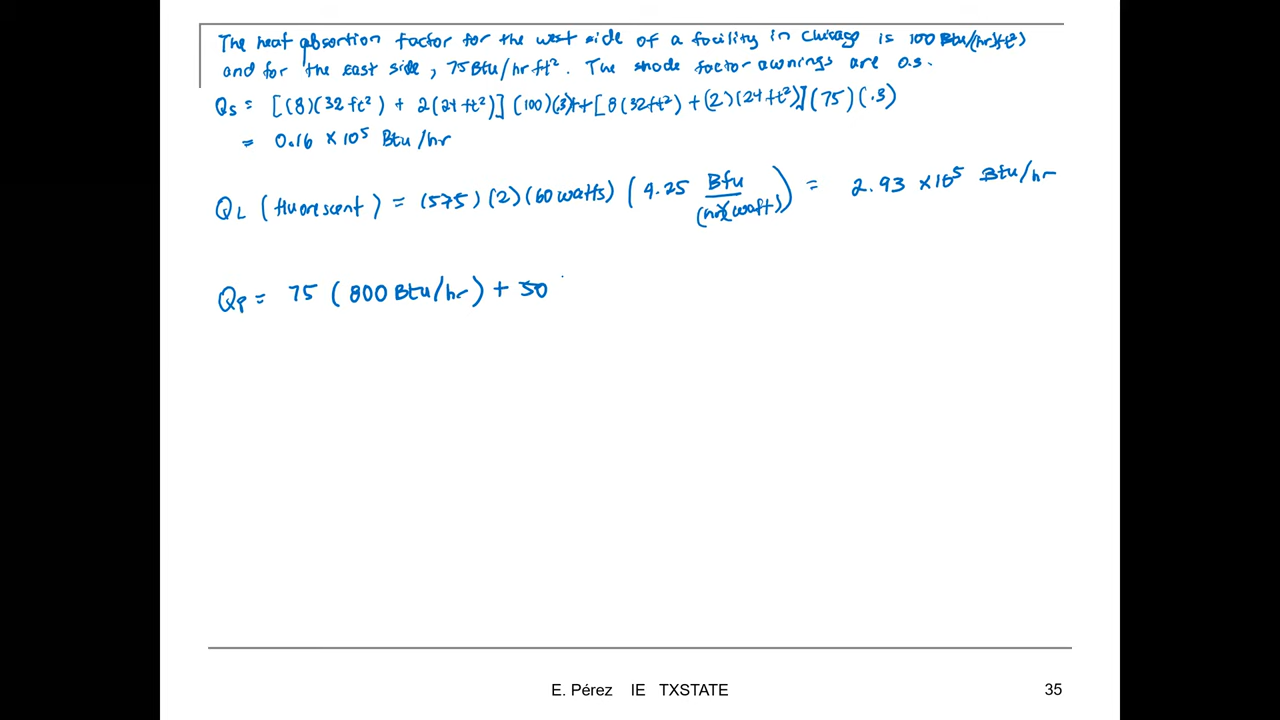 The heat absortion factor for the west side of a facility in Chicago is 100 Btu/(hr)(ft²)
and for the east side, 75 Btu/hr ft². The shade factor awnings are 0.3.
Qs = [(8)(32 ft²) + 2(24 ft²)] (100)(.3) + [8(32ft²) + (2)(24 ft²)] (75)(.3)
= 0.16 × 10⁵ Btu/hr
QL (fluorescent) = (575)(2)(60 watts) (4.25 Btu/(hr)(watt)) = 2.93 × 10⁵ Btu/hr
Qp = 75 (800 Btu/hr) + 50
E. Pérez IE TXSTATE 35